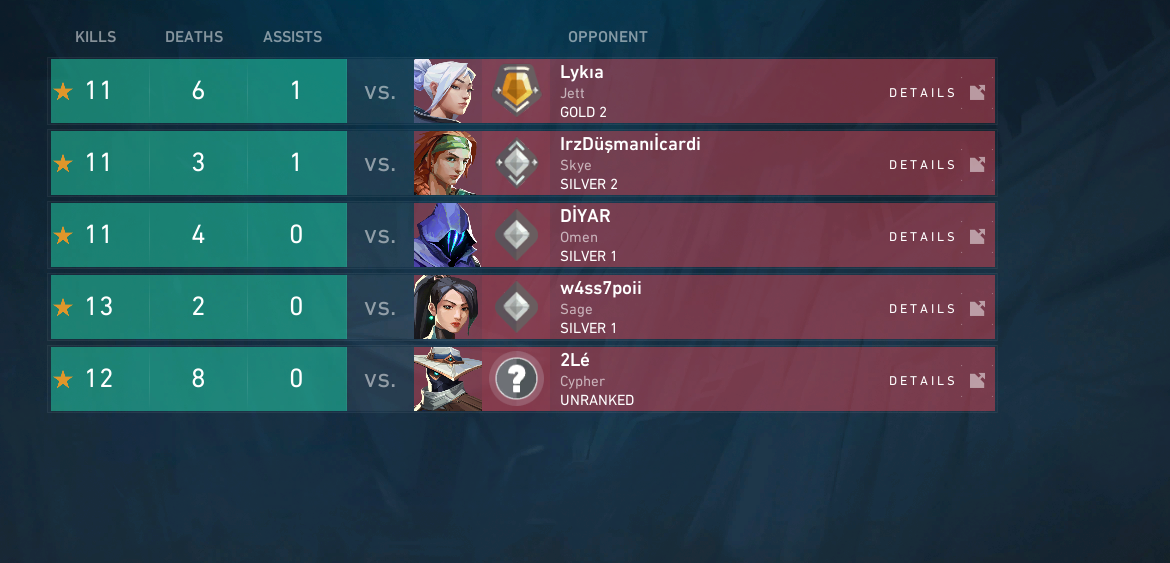 KILLS DEATHS ASSISTS OPPONENT
11 6 1 VS. Lykıa
Jett
GOLD 2
DETAILS
11 3 1 VS. IrzDüşmanıİcardi
Skye
SILVER 2
DETAILS
11 4 0 VS. DİYAR
Omen
SILVER 1
DETAILS
13 2 0 VS. w4ss7poii
Sage
SILVER 1
DETAILS
12 8 0 VS. ? 2Lé
Cypher
UNRANKED
DETAILS